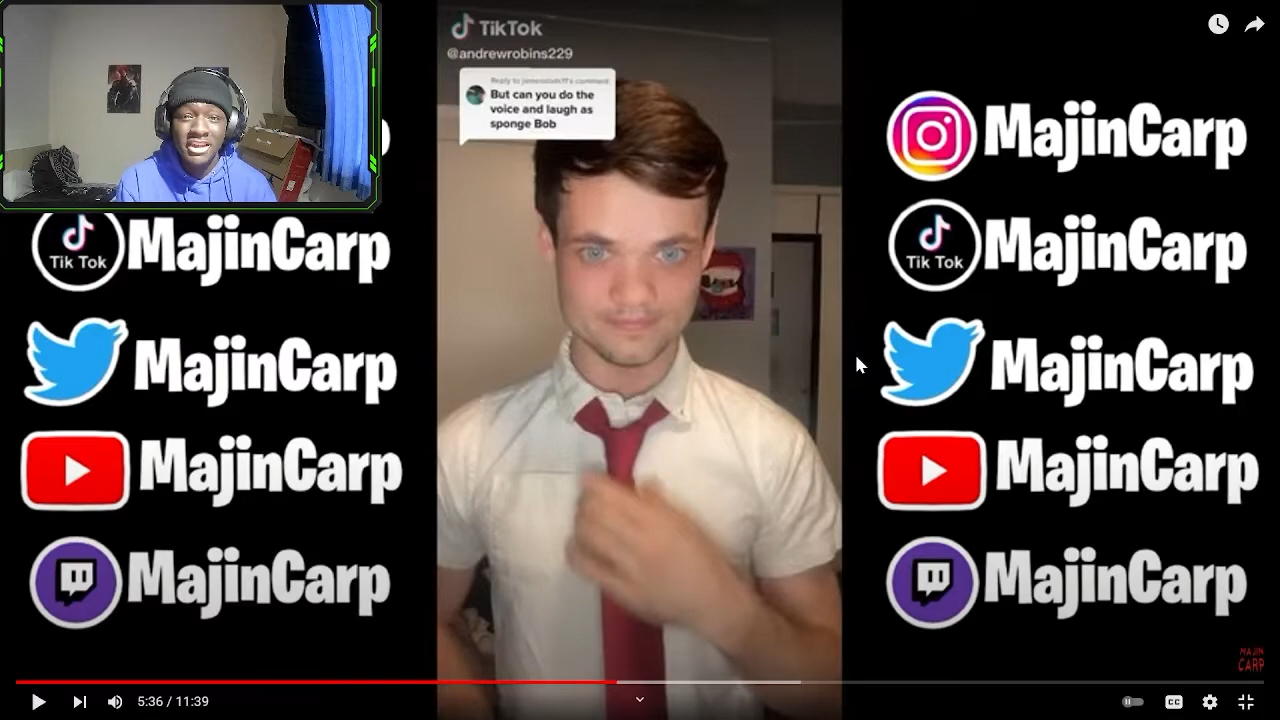 TikTok
@andrewrobins229
But can you do the
voice and laugh as
sponge Bob
MajinCarp
Tik Tok
MajinCarp
MajinCarp
MajinCarp
MajinCarp
MajinCarp
Tik Tok
MajinCarp
MajinCarp
MajinCarp
MajinCarp
MAJIN
CARP
5:36 / 11:39
CC